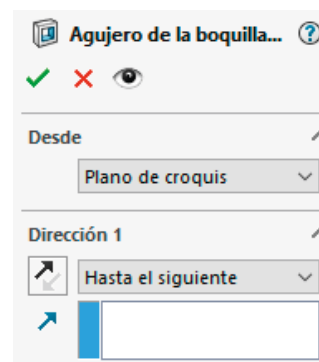 Agujero de la boquilla...
Desde
Plano de croquis
Dirección 1
Hasta el siguiente